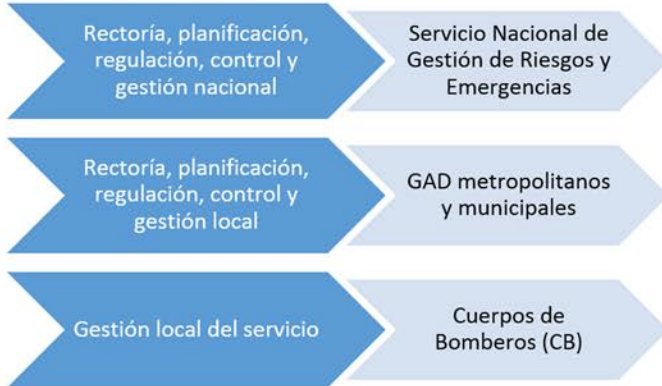 Rectoría, planificación,
regulación, control y
gestión nacional
Servicio Nacional de
Gestión de Riesgos y
Emergencias
Rectoría, planificación,
regulación, control y
gestión local
GAD metropolitanos
y municipales
Gestión local del servicio
Cuerpos de
Bomberos (CB)